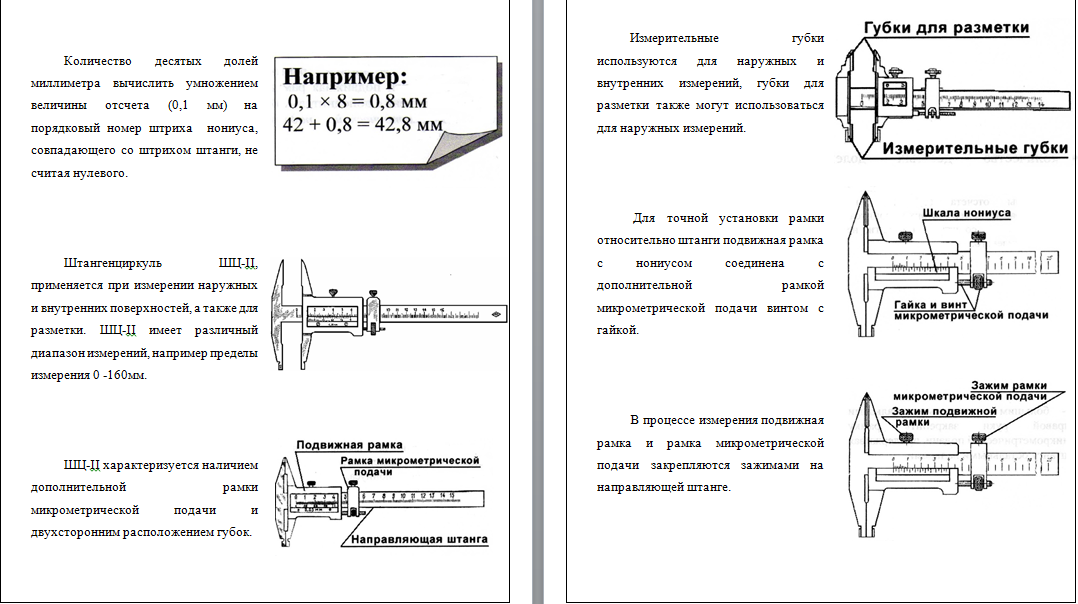 Количество десятых долей
миллиметра вычислить умножением
величины отсчета (0,1 мм) на
порядковый номер штриха нониуса,
совпадающего со штрихом штанги, не
считая нулевого.
Например:
0,1 × 8 = 0,8 мм
42 + 0,8 = 42,8 мм
Штангенциркуль ШЦ-ЦЦ,
применяется при измерении наружных
и внутренних поверхностей, а также для
разметки. ШЦ-ЦЦ имеет различный
диапазон измерений, например пределы
измерения 0 -160мм.
ШЦ-ЦЦ характеризуется наличием
дополнительной рамки
микрометрической подачи и
двухсторонним расположением губок.
Подвижная рамка
Рамка микрометрической
подачи
Направляющая штанга
Измерительные губки
используются для наружных и
внутренних измерений, губки для
разметки также могут использоваться
для наружных измерений.
Губки для разметки
Измерительные губки
Для точной установки рамки
относительно штанги подвижная рамка
с нониусом соединена с
дополнительной рамкой
микрометрической подачи винтом с
гайкой.
Шкала нониуса
Гайка и винт
микрометрической подачи
В процессе измерения подвижная
рамка и рамка микрометрической
подачи закрепляются зажимами на
направляющей штанге.
Зажим рамки
микрометрической подачи
Зажим подвижной
рамки